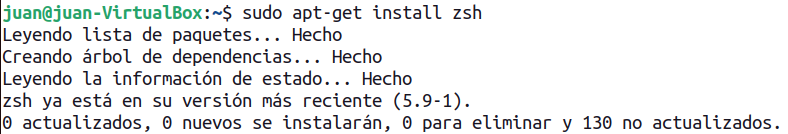 juan@juan-VirtualBox:~$ sudo apt-get install zsh
Leyendo lista de paquetes... Hecho
Creando árbol de dependencias... Hecho
Leyendo la información de estado... Hecho
zsh ya está en su versión más reciente (5.9-1).
0 actualizados, 0 nuevos se instalarán, 0 para eliminar y 130 no actualizados.